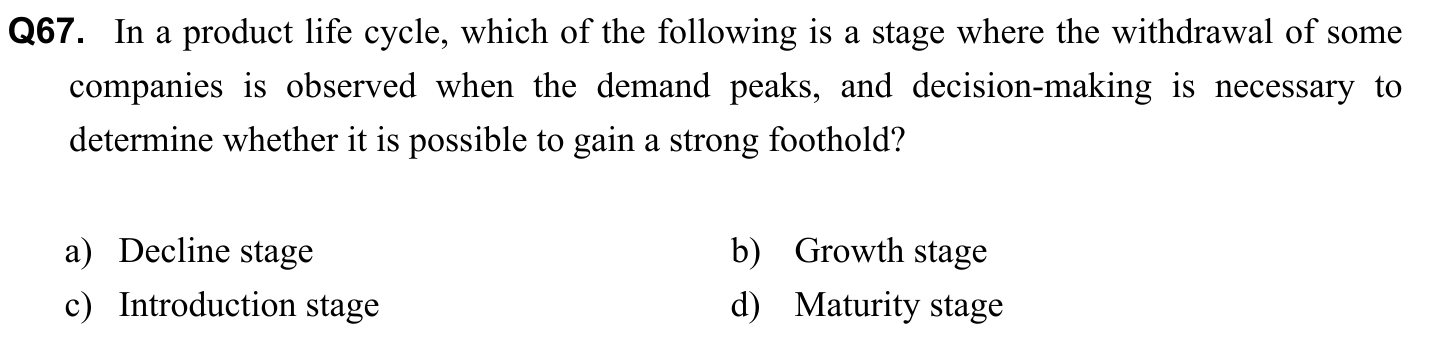 Q67. In a product life cycle, which of the following is a stage where the withdrawal of some
companies is observed when the demand peaks, and decision-making is necessary to
determine whether it is possible to gain a strong foothold?
a) Decline stage b) Growth stage
c) Introduction stage d) Maturity stage